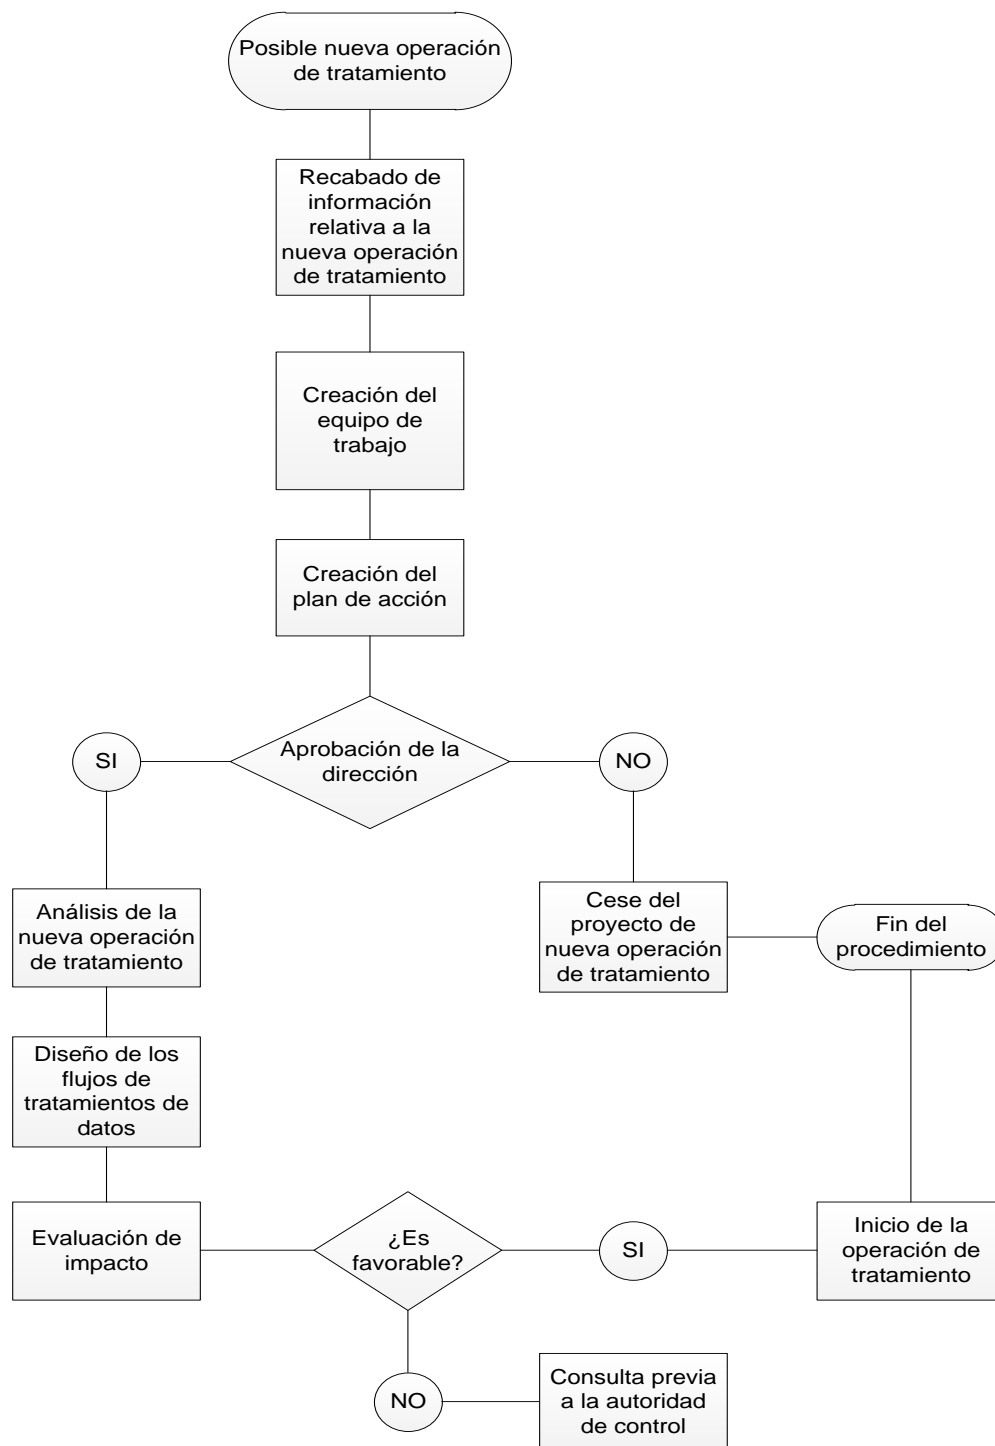 Posible nueva operación
de tratamiento
Recabado de
información
relativa a la
nueva operación
de tratamiento
Creación del
equipo de
trabajo
Creación del
plan de acción
Aprobación de la
dirección
SI
NO
Análisis de la
nueva operación
de tratamiento
Cese del
proyecto de
nueva operación
de tratamiento
Fin del
procedimiento
Diseño de los
flujos de
tratamientos de
datos
Evaluación de
impacto
¿Es
favorable?
SI
Inicio de la
operación de
tratamiento
NO
Consulta previa
a la autoridad
de control